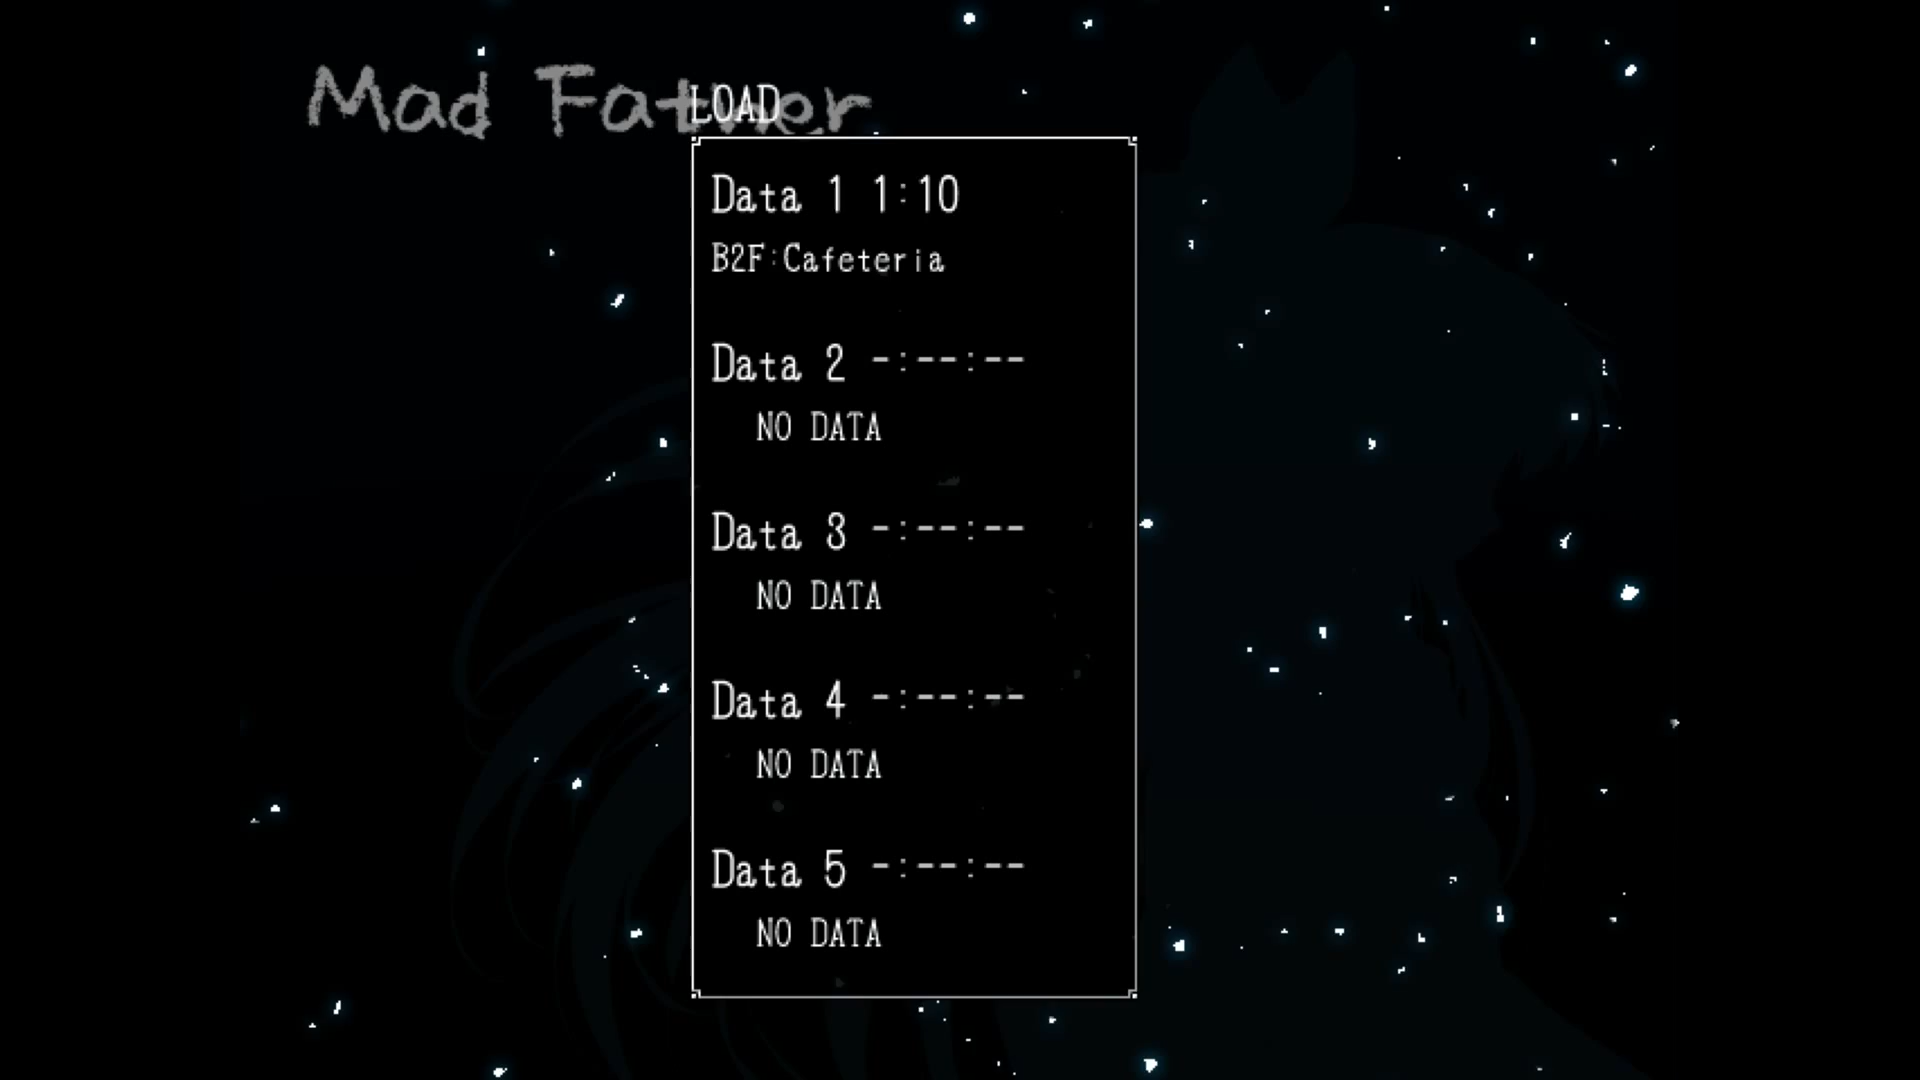 Mad Father
LOAD
Data 1 1:10
B2F:Cafeteria
Data 2 -:--:--
NO DATA
Data 3 -:--:--
NO DATA
Data 4 -:--:--
NO DATA
Data 5 -:--:--
NO DATA